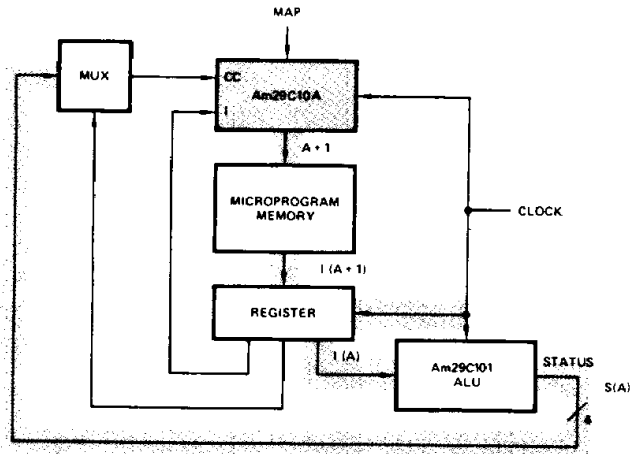 MAP
MUX
CC
Am29C10A
I
A + 1
MICROPROGRAM
MEMORY
CLOCK
I (A + 1)
REGISTER
I (A)
Am29C101
ALU
STATUS
S(A)
4